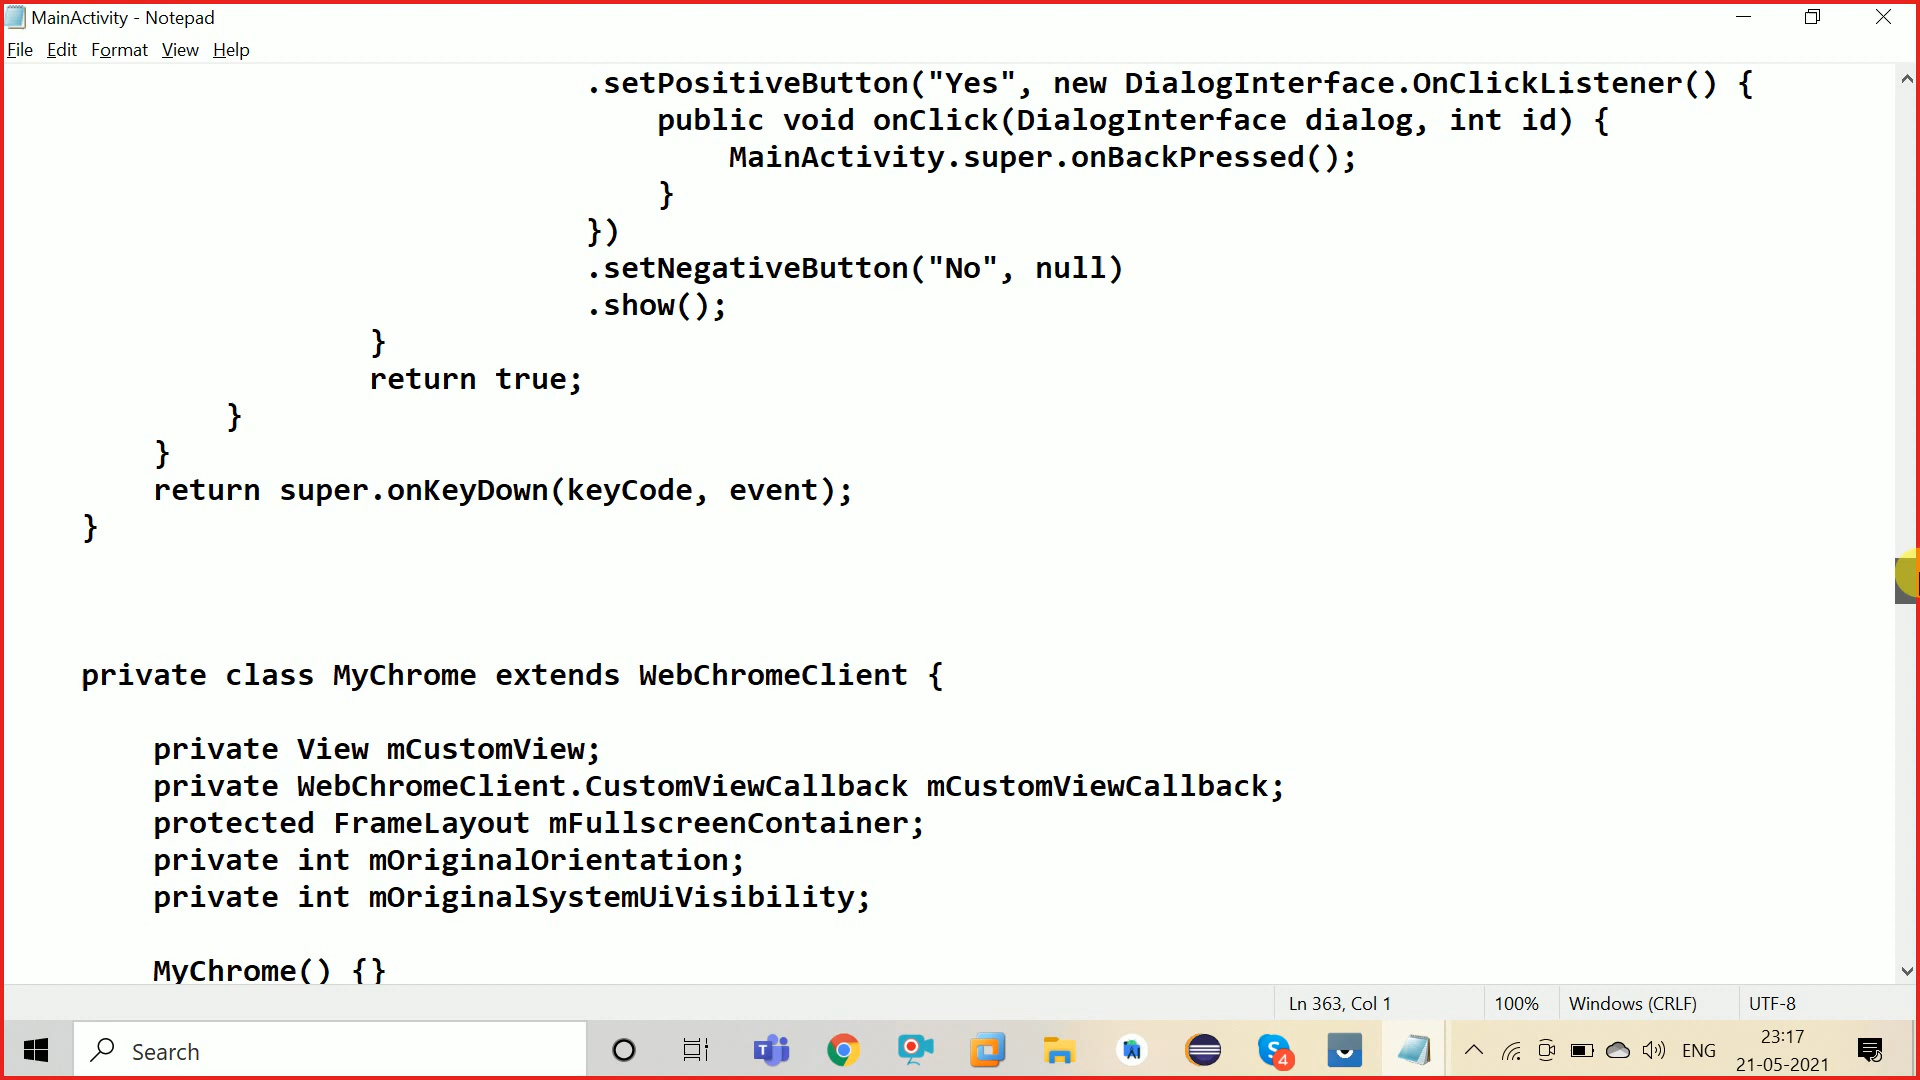 MainActivity - Notepad
File Edit Format View Help
.setPositiveButton("Yes", new DialogInterface.OnClickListener() {
public void onClick(DialogInterface dialog, int id) {
MainActivity.super.onBackPressed();
}
})
.setNegativeButton("No", null)
.show();
}
return true;
}
}
return super.onKeyDown(keyCode, event);
}
private class MyChrome extends WebChromeClient {
private View mCustomView;
private WebChromeClient.CustomViewCallback mCustomViewCallback;
protected FrameLayout mFullscreenContainer;
private int mOriginalOrientation;
private int mOriginalSystemUiVisibility;
MyChrome() {}
Ln 363, Col 1 100% Windows (CRLF) UTF-8
Search 4 ENG 23:17
21-05-2021